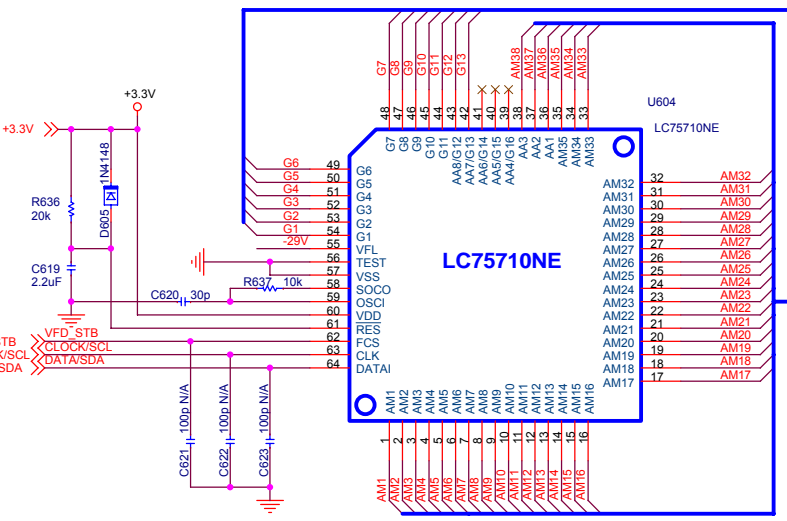 +3.3V
+3.3V
R636
20k
1N4148
D605
C619
2.2uF
C620
30p
R637
10k
VFD_STB
CLOCK/SCL
DATA/SDA
STB
K/SCL
SDA
100p N/A
100p N/A
100p N/A
C621
C622
C623
G7
G8
G9
G10
G11
G12
G13
AM38
AM37
AM36
AM35
AM34
AM33
48
47
46
45
44
43
42
41
40
39
38
37
36
35
34
33
G7
G8
G9
G10
G11
AA8/G12
AA7/G13
AA6/G14
AA5/G15
AA4/G16
AA3
AA2
AA1
AM35
AM34
AM33
U604
LC75710NE
G6 49 G6
G5 50 G5
G4 51 G4
G3 52 G3
G2 53 G2
G1 54 G1
-29V 55 VFL
56 TEST
57 VSS
58 SOCO
59 OSCI
60 VDD
61 RES
62 FCS
63 CLK
64 DATAI
LC75710NE
AM32 32 AM32
AM31 31 AM31
AM30 30 AM30
AM29 29 AM29
AM28 28 AM28
AM27 27 AM27
AM26 26 AM26
AM25 25 AM25
AM24 24 AM24
AM23 23 AM23
AM22 22 AM22
AM21 21 AM21
AM20 20 AM20
AM19 19 AM19
AM18 18 AM18
AM17 17 AM17
AM1
AM2
AM3
AM4
AM5
AM6
AM7
AM8
AM9
AM10
AM11
AM12
AM13
AM14
AM15
AM16
1
2
3
4
5
6
7
8
9
10
11
12
13
14
15
16
AM1
AM2
AM3
AM4
AM5
AM6
AM7
AM8
AM9
AM10
AM11
AM12
AM13
AM14
AM15
AM16